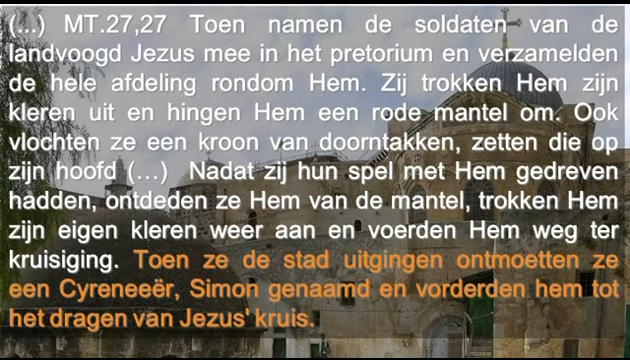 (...) MT.27,27 Toen namen de soldaten van de
landvoogd Jezus mee in het pretorium en verzamelden
de hele afdeling rondom Hem. Zij trokken Hem zijn
kleren uit en hingen Hem een rode mantel om. Ook
vlochten ze een kroon van doorntakken, zetten die op
zijn hoofd (…) Nadat zij hun spel met Hem gedreven
hadden, ontdeden ze Hem van de mantel, trokken Hem
zijn eigen kleren weer aan en voerden Hem weg ter
kruisiging. Toen ze de stad uitgingen ontmoetten ze
een Cyreneeër, Simon genaamd en vorderden hem tot
het dragen van Jezus' kruis.